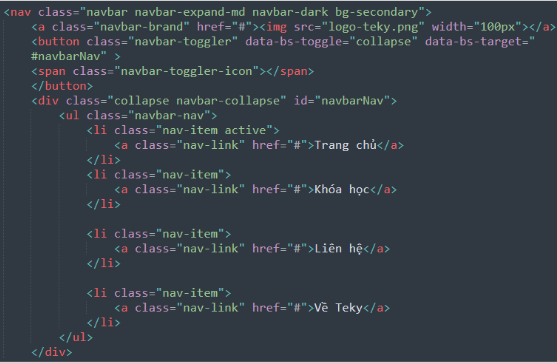 <nav class="navbar navbar-expand-md navbar-dark bg-secondary">
<a class="navbar-brand" href="#"><img src="logo-teky.png" width="100px"></a>
<button class="navbar-toggler" data-bs-toggle="collapse" data-bs-target="
#navbarNav" >
<span class="navbar-toggler-icon"></span>
</button>
<div class="collapse navbar-collapse" id="navbarNav">
<ul class="navbar-nav">
<li class="nav-item active">
<a class="nav-link" href="#">Trang chủ</a>
</li>
<li class="nav-item">
<a class="nav-link" href="#">Khóa học</a>
</li>
<li class="nav-item">
<a class="nav-link" href="#">Liên hệ</a>
</li>
<li class="nav-item">
<a class="nav-link" href="#">Về Teky</a>
</li>
</ul>
</div>